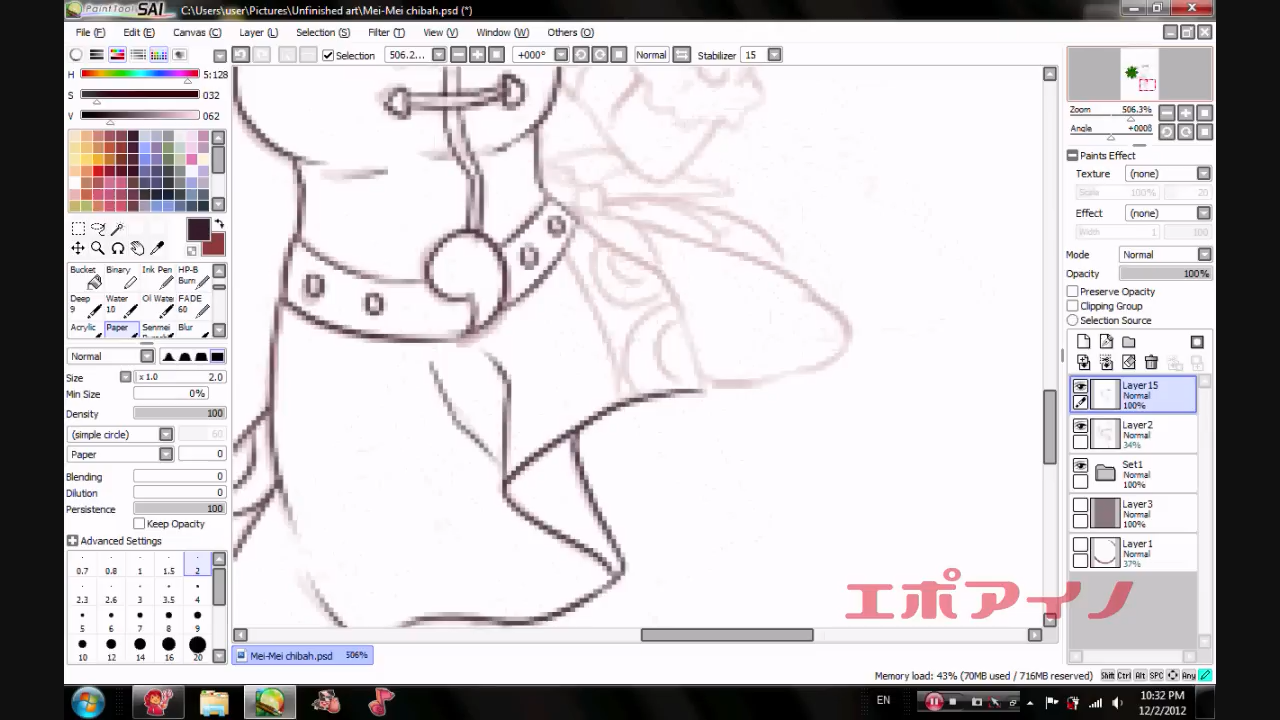 PaintTool SAI C:\Users\user\Pictures\Unfinished art\Mei-Mei chibah.psd (*)
File (F) Edit (E) Canvas (C) Layer (L) Selection (S) Filter (T) View (V) Window (W) Others (O)
Selection 506.2... +000° Normal Stabilizer 15
H 5:128
S 032
V 062
Zoom 506.3%
Angle +000θ
Paints Effect
Texture (none)
Scale 100% 20
Effect (none)
Width 1 100
Mode Normal
Opacity 100%
Preserve Opacity
Clipping Group
Selection Source
Bucket Binary Ink Pen HP-B
Burn
Deep Water Oil Wate FADE
9 10 60
Acrylic Paper Senmei Blur
Normal
Size x 1.0 2.0
Min Size 0%
Density 100
(simple circle) 60
Paper 0
Blending 0
Dilution 0
Persistence 100
Keep Opacity
Advanced Settings
0.7 0.8 1 1.5 2
2.3 2.6 3 3.5 4
5 6 7 8 9
10 12 14 16 20
Layer15
Normal
100%
Layer2
Normal
34%
Set1
Normal
100%
Layer3
Normal
100%
Layer1
Normal
37%
エポアイノ
Mei-Mei chibah.psd 506%
Memory load: 43% (70MB used / 716MB reserved) Shift Ctrl Alt SPC Any
EN 10:32 PM
12/2/2012